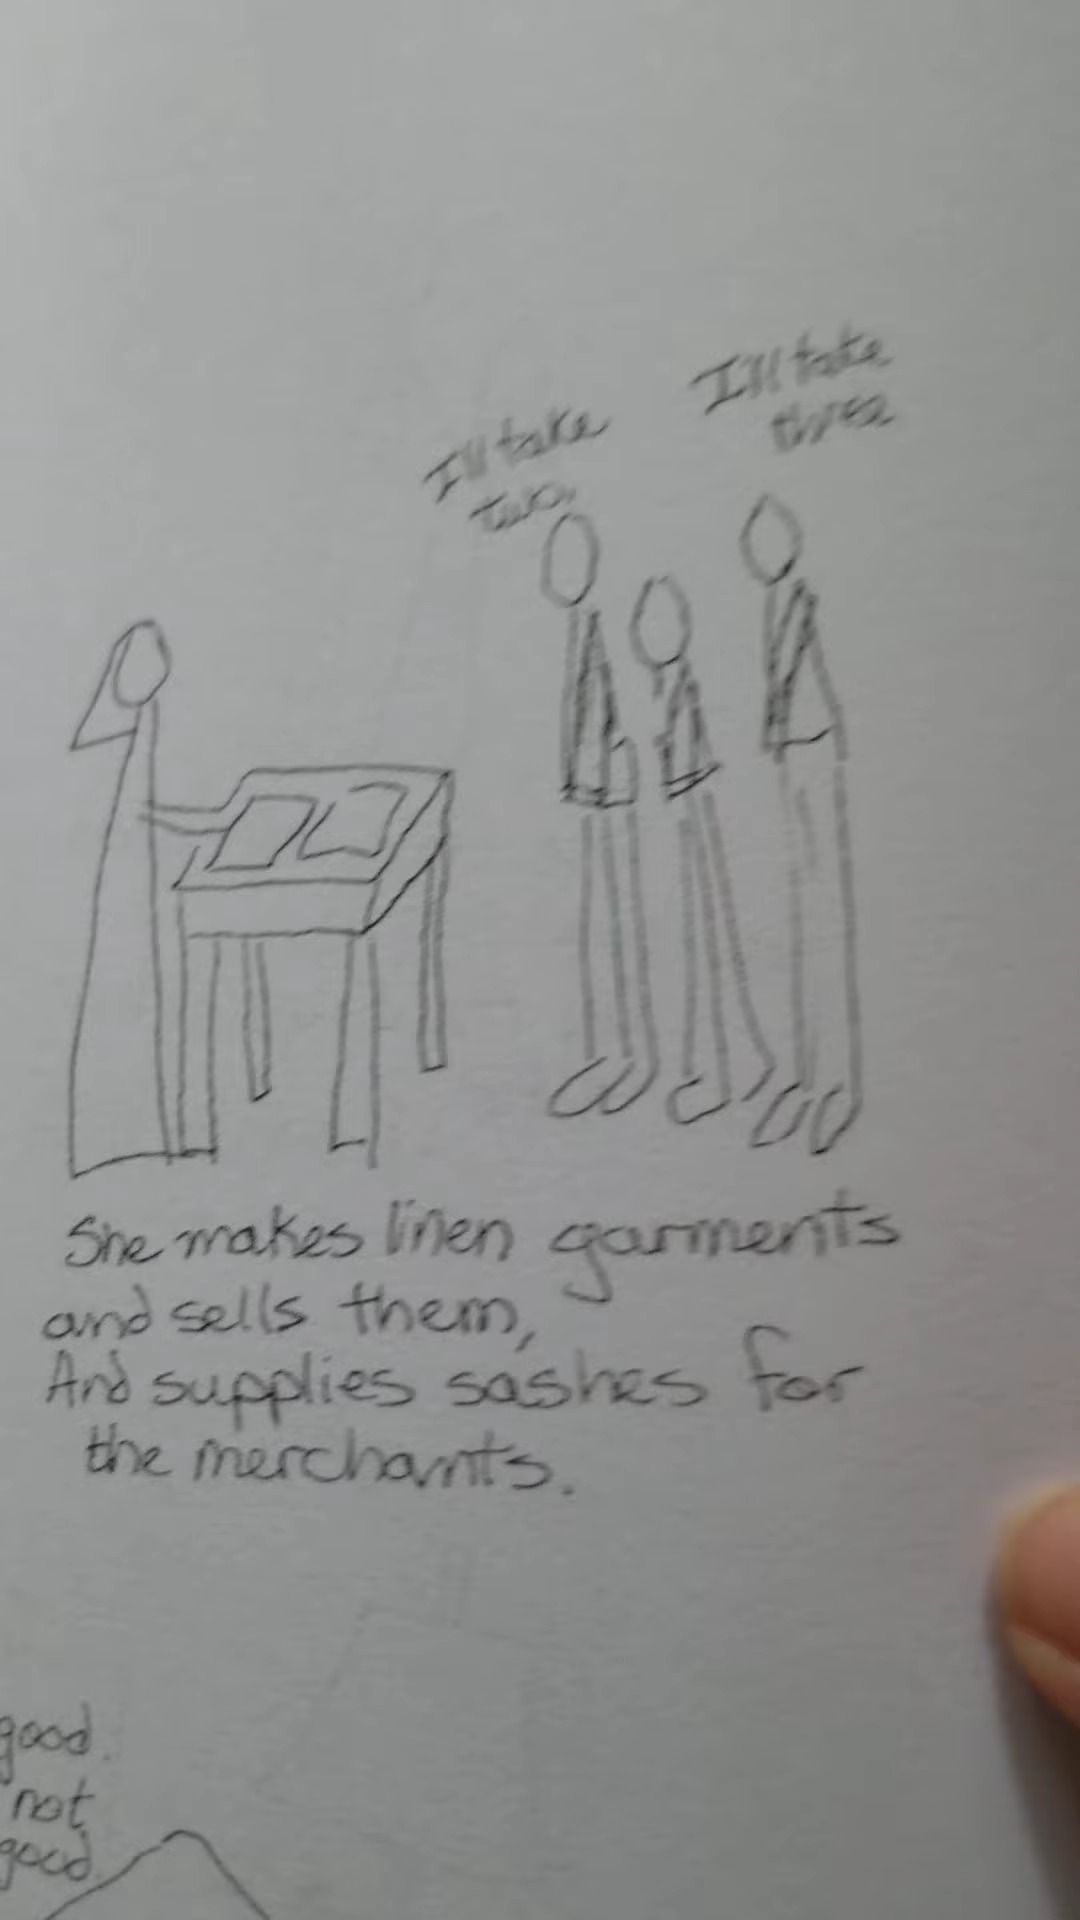 I'll take
three
I'll take
two.
She makes linen garments
and sells them,
And supplies sashes for
the merchants.
good.
not
good.